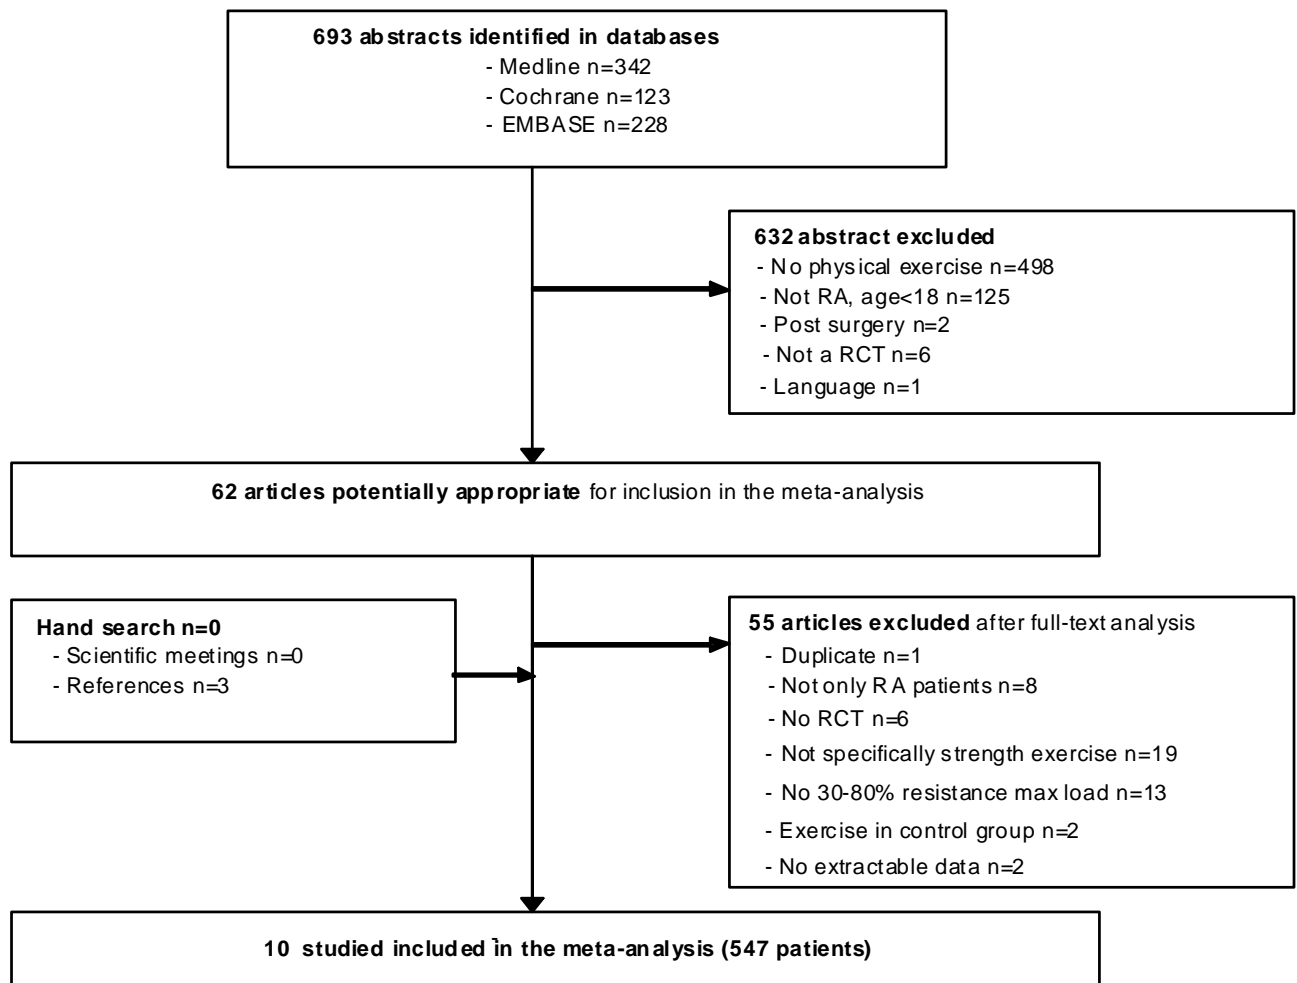 693 abstracts identified in databases
- Medline n=342
- Cochrane n=123
- EMBASE n=228
632 abstract excluded
- No physical exercise n=498
- Not RA, age<18 n=125
- Post surgery n=2
- Not a RCT n=6
- Language n=1
62 articles potentially appropriate for inclusion in the meta-analysis
Hand search n=0
- Scientific meetings n=0
- References n=3
55 articles excluded after full-text analysis
- Duplicate n=1
- Not only RA patients n=8
- No RCT n=6
- Not specifically strength exercise n=19
- No 30-80% resistance max load n=13
- Exercise in control group n=2
- No extractable data n=2
10 studied included in the meta-analysis (547 patients)